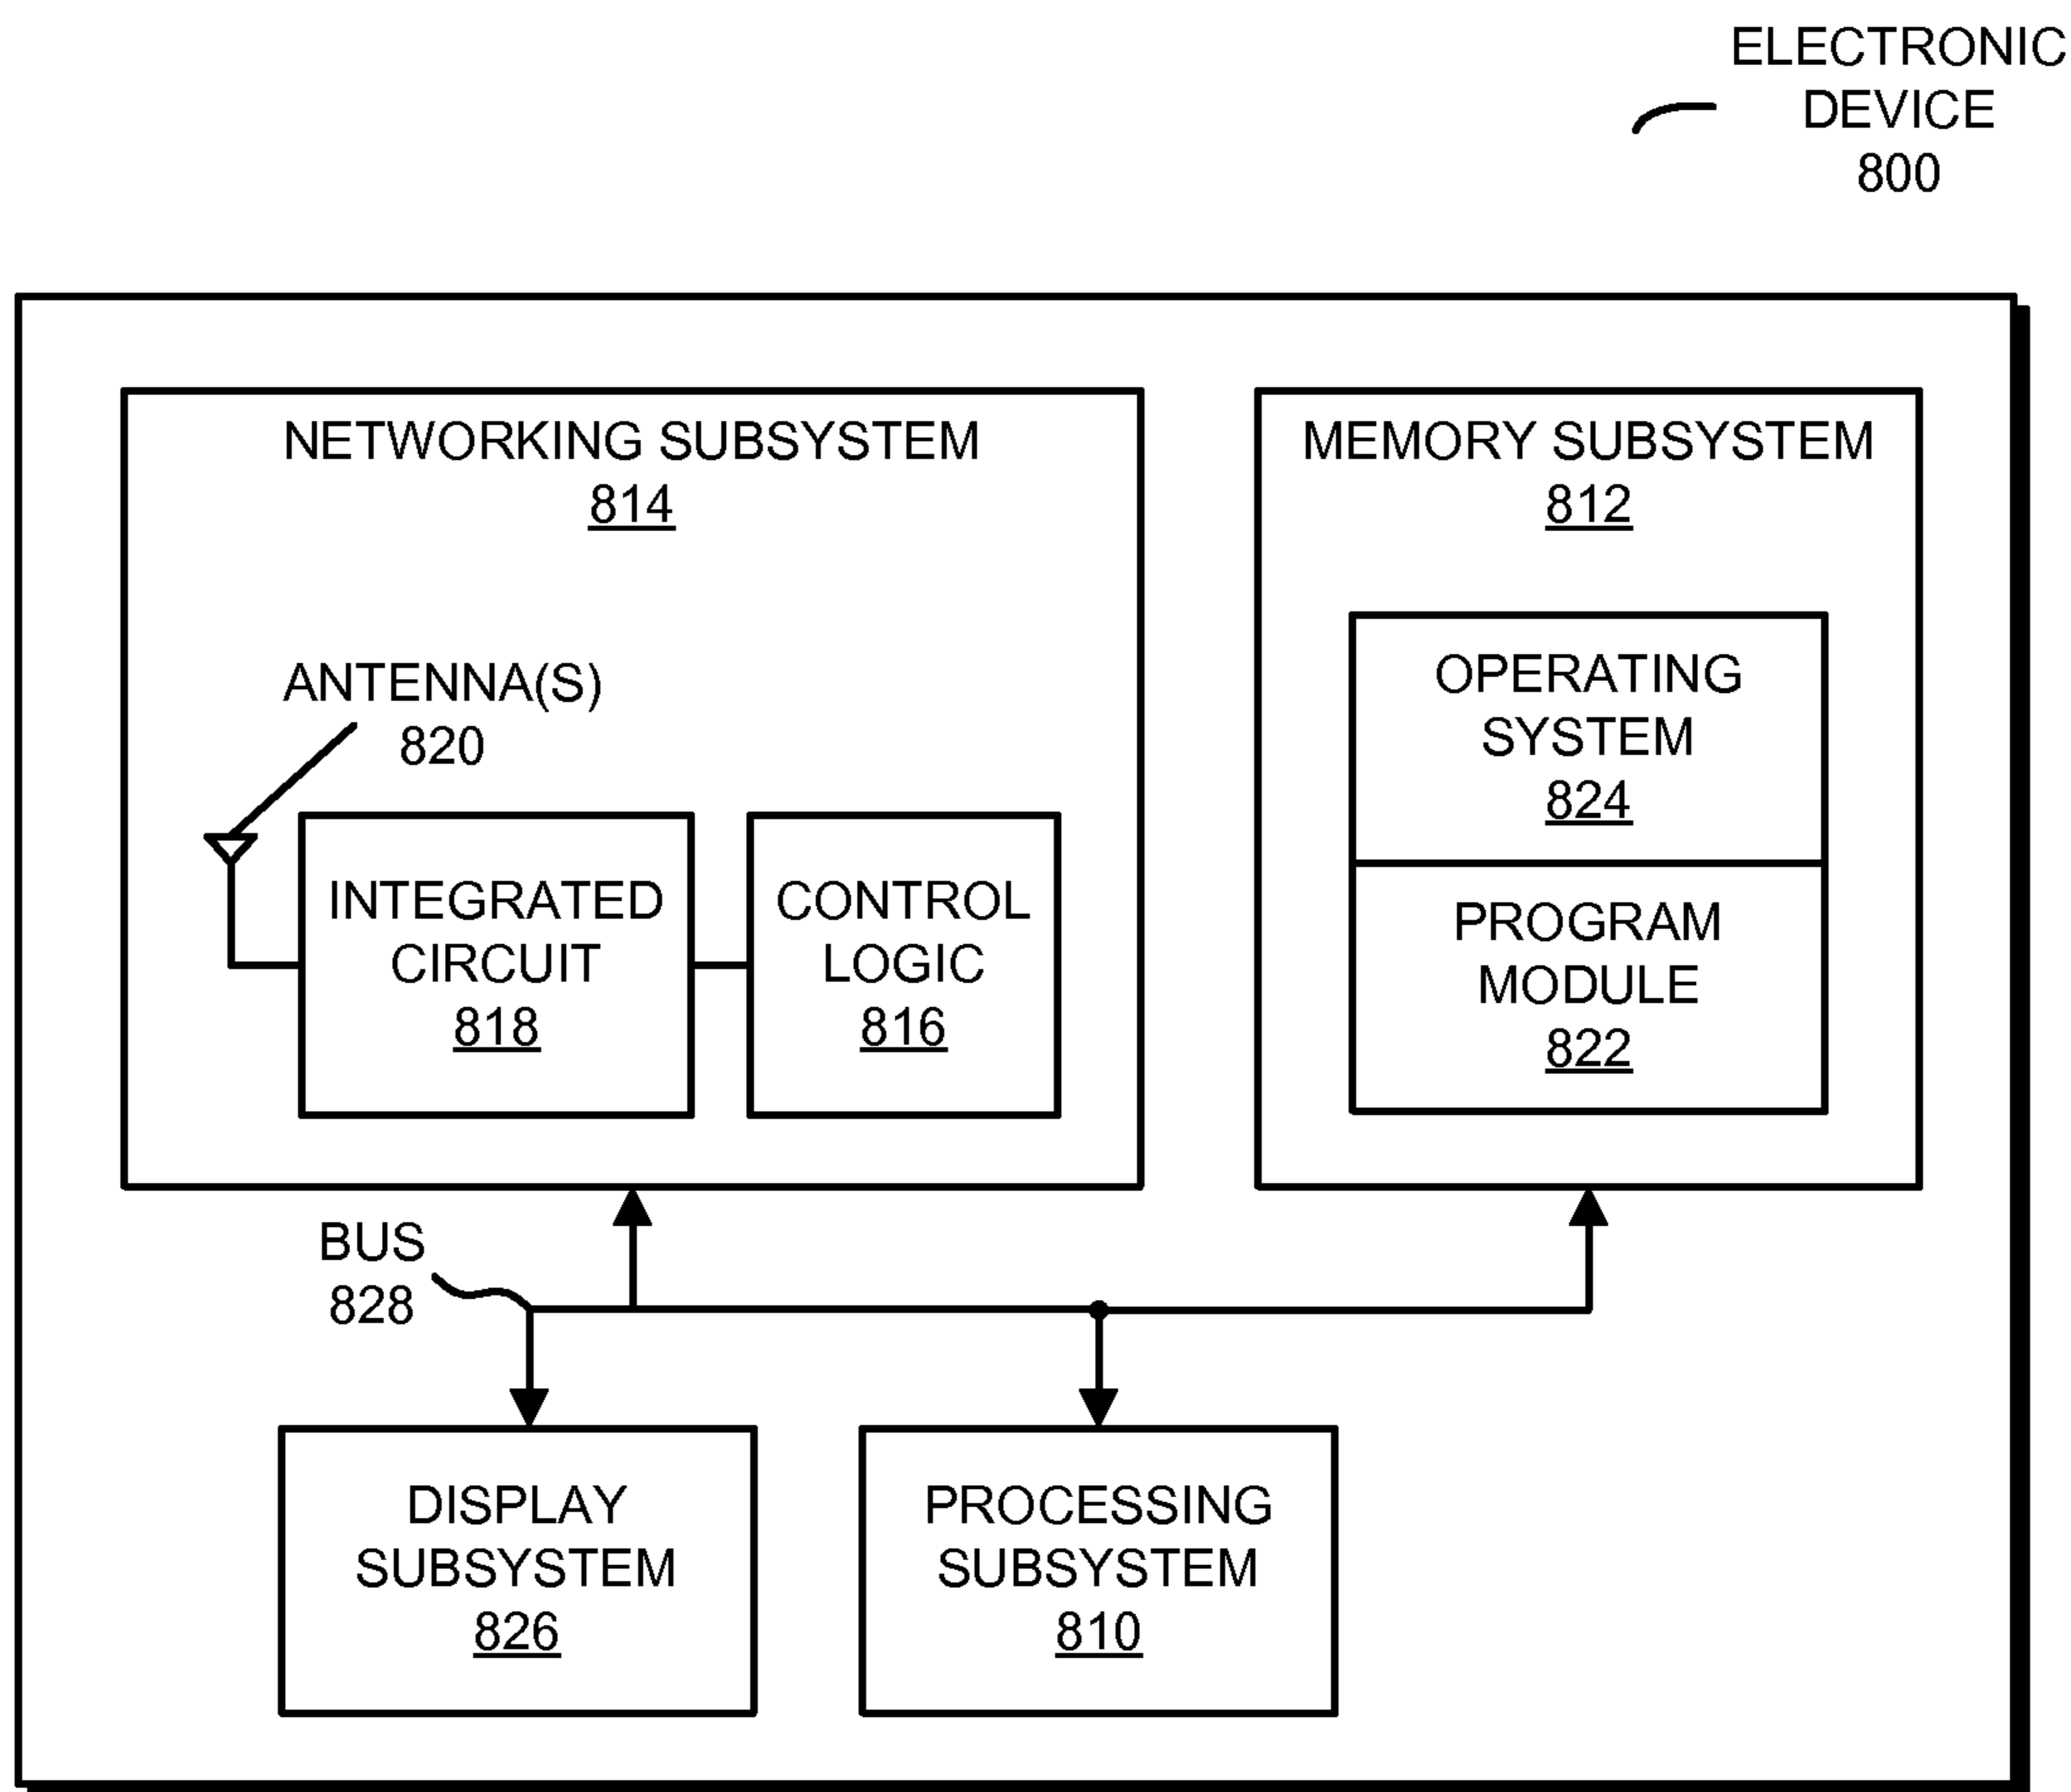 ELECTRONIC
DEVICE
800
NETWORKING SUBSYSTEM
814
MEMORY SUBSYSTEM
812
ANTENNA(S)
820
INTEGRATED
CIRCUIT
818
CONTROL
LOGIC
816
OPERATING
SYSTEM
824
PROGRAM
MODULE
822
BUS
828
DISPLAY
SUBSYSTEM
826
PROCESSING
SUBSYSTEM
810